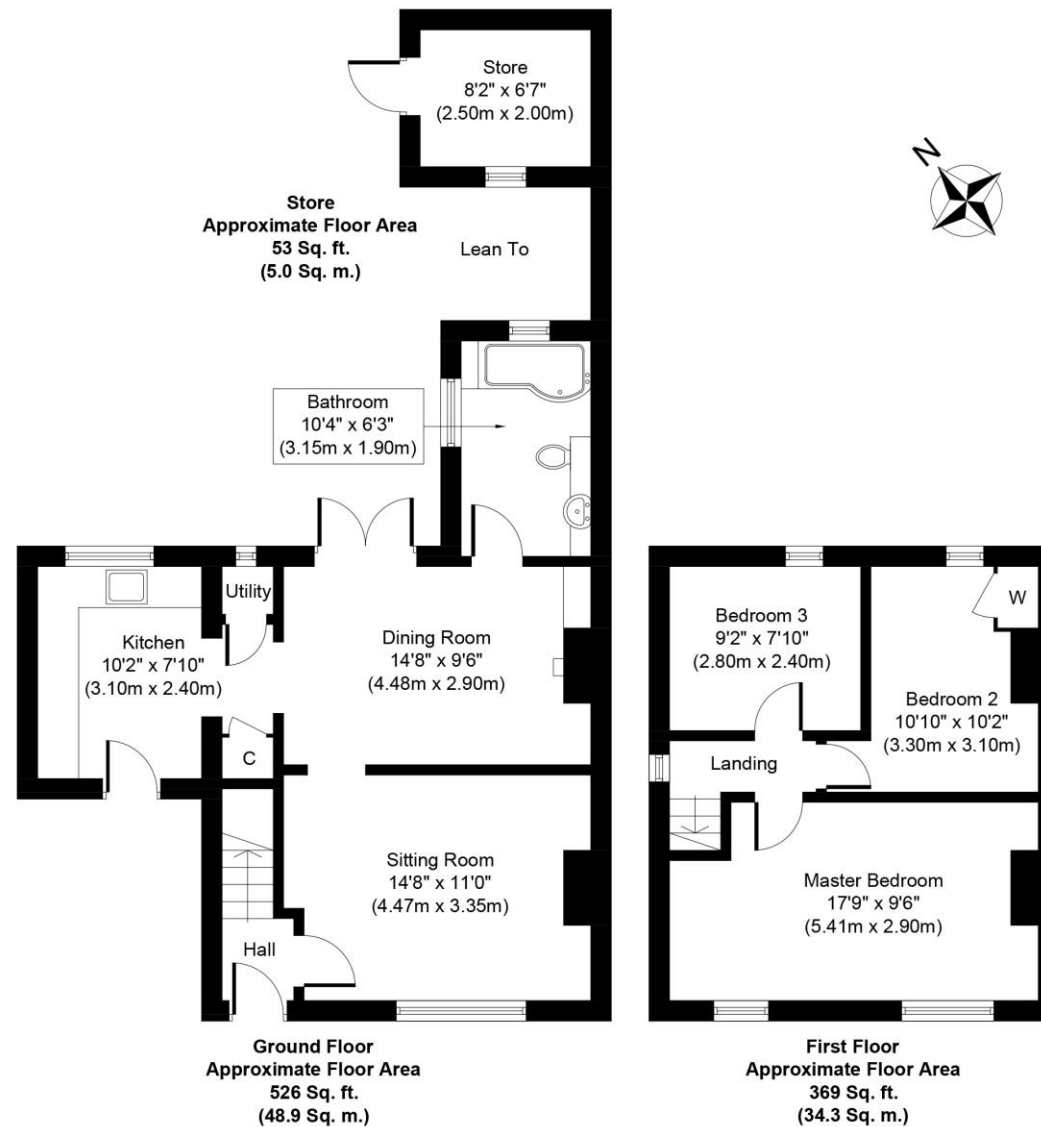 Store
8'2" x 6'7"
(2.50m x 2.00m)
N
Store
Approximate Floor Area
53 Sq. ft.
(5.0 Sq. m.)
Lean To
Bathroom
10'4" x 6'3"
(3.15m x 1.90m)
Utility
Kitchen
10'2" x 7'10"
(3.10m x 2.40m)
Dining Room
14'8" x 9'6"
(4.48m x 2.90m)
C
Sitting Room
14'8" x 11'0"
(4.47m x 3.35m)
Hall
Ground Floor
Approximate Floor Area
526 Sq. ft.
(48.9 Sq. m.)
W
Bedroom 3
9'2" x 7'10"
(2.80m x 2.40m)
Bedroom 2
10'10" x 10'2"
(3.30m x 3.10m)
Landing
Master Bedroom
17'9" x 9'6"
(5.41m x 2.90m)
First Floor
Approximate Floor Area
369 Sq. ft.
(34.3 Sq. m.)